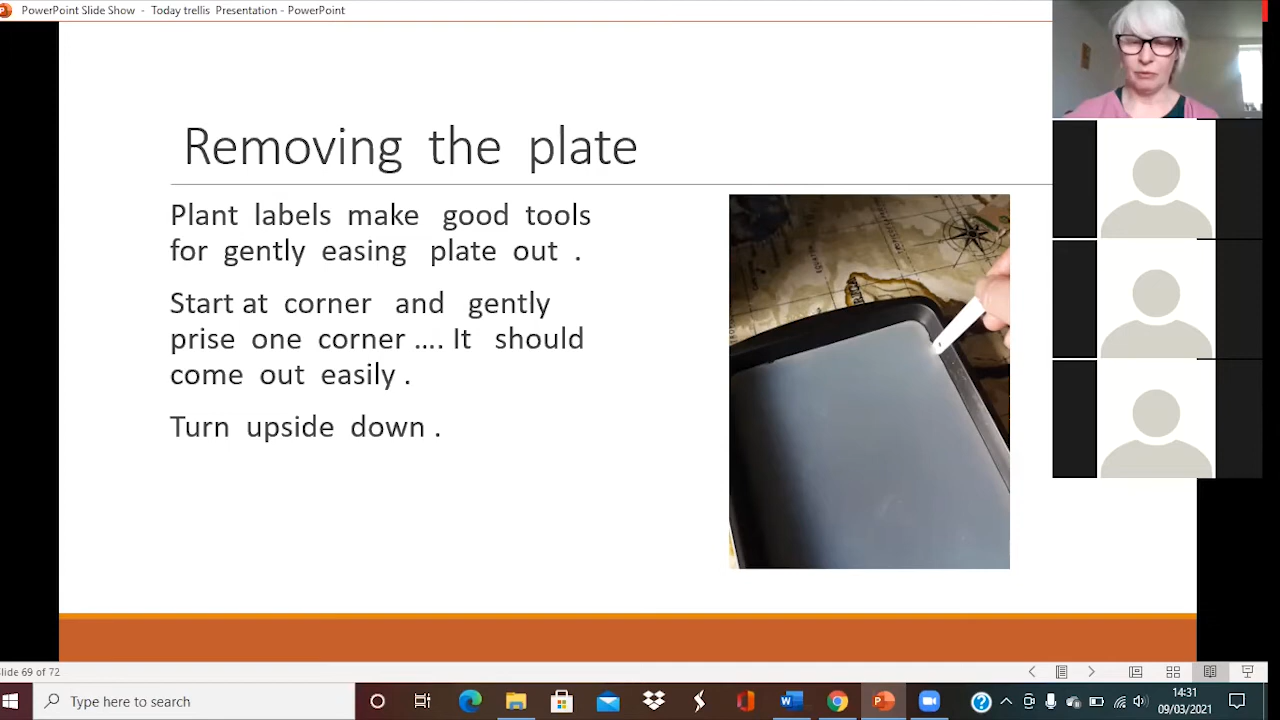 PowerPoint Slide Show - Today trellis Presentation - PowerPoint
Removing the plate
Plant labels make good tools
for gently easing plate out .
Start at corner and gently
prise one corner .... It should
come out easily .
Turn upside down .
Slide 69 of 72
Type here to search
14:31
09/03/2021